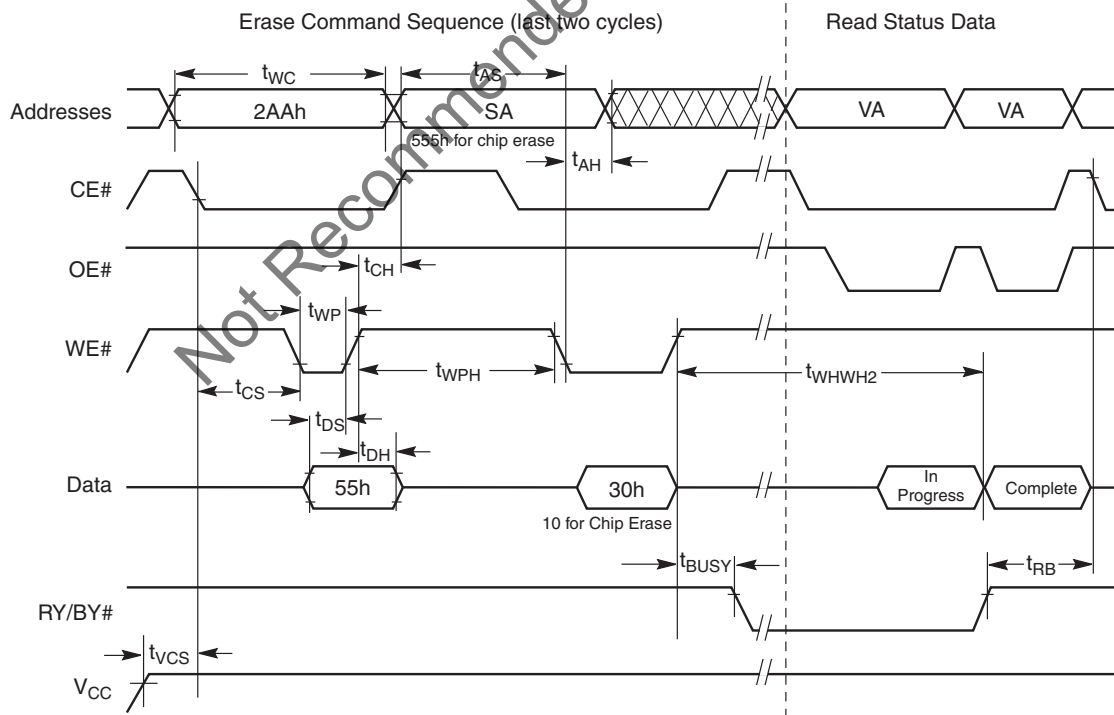 Erase Command Sequence (last two cycles)
Read Status Data
Addresses
tWC
tAS
2AAh
SA
VA
VA
555h for chip erase
tAH
CE#
OE#
tCH
tWP
WE#
tCS
tWPH
tWHWH2
tDS
tDH
Data
55h
30h
In
Progress
Complete
10 for Chip Erase
tBUSY
tRB
RY/BY#
tVCS
VCC
Not Recommende